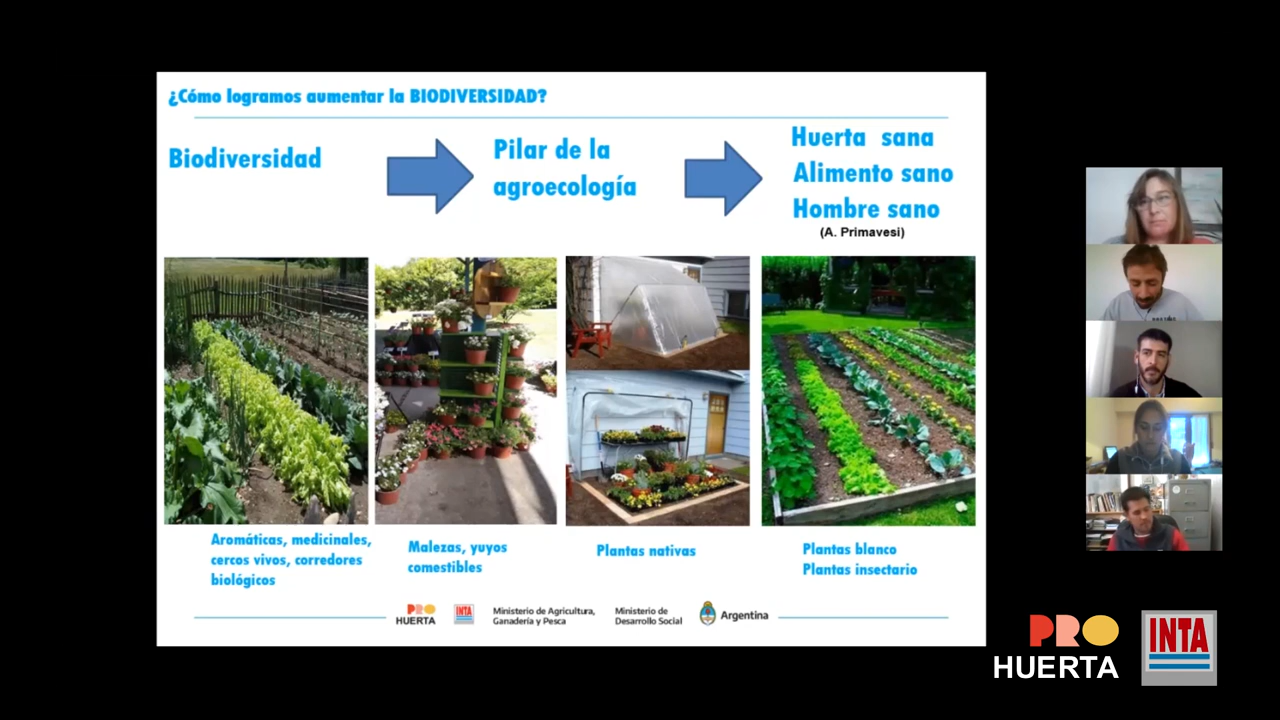 ¿Cómo logramos aumentar la BIODIVERSIDAD?
Biodiversidad
Pilar de la
agroecología
Huerta sana
Alimento sano
Hombre sano
(A. Primavesi)
Aromáticas, medicinales,
cercos vivos, corredores
biológicos
Malezas, yuyos
comestibles
Plantas nativas
Plantas blanco
Plantas insectario
PRO
HUERTA
INTA
Ministerio de Agricultura,
Ganadería y Pesca
Ministerio de
Desarrollo Social
Argentina
PRO
HUERTA
INTA